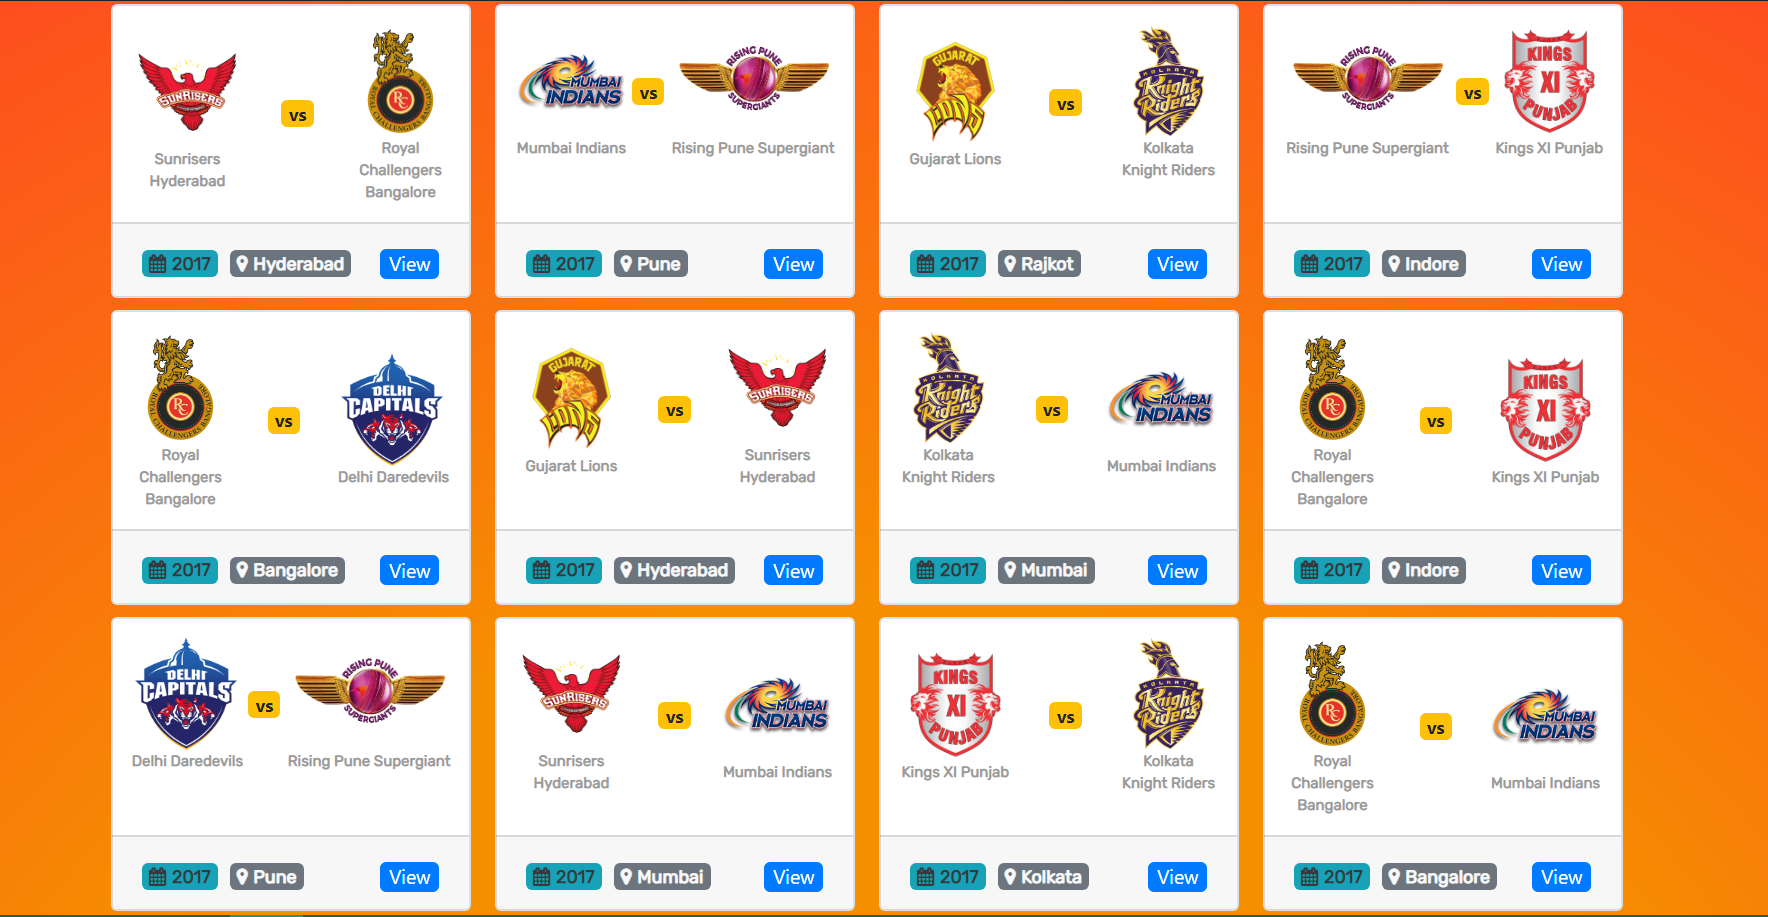 SUNRISERS
ROYAL CHALLENGERS BANGALORE
RC
vs
Sunrisers
Hyderabad
Royal
Challengers
Bangalore
2017
Hyderabad
View
MUMBAI
INDIANS
vs
RISING PUNE
SUPERGIANTS
Mumbai Indians
Rising Pune Supergiant
2017
Pune
View
GUJARAT
LIONS
vs
KOLKATA
Knight
Riders
Gujarat Lions
Kolkata
Knight Riders
2017
Rajkot
View
RISING PUNE
SUPERGIANTS
vs
KINGS
XI
PUNJAB
Rising Pune Supergiant
Kings XI Punjab
2017
Indore
View
RC
ROYAL CHALLENGERS BANGALORE
vs
DELHI
CAPITALS
Royal
Challengers
Bangalore
Delhi Daredevils
2017
Bangalore
View
GUJARAT
LIONS
vs
SUNRISERS
Gujarat Lions
Sunrisers
Hyderabad
2017
Hyderabad
View
KOLKATA
Knight
Riders
vs
MUMBAI
INDIANS
Kolkata
Knight Riders
Mumbai Indians
2017
Mumbai
View
RC
ROYAL CHALLENGERS BANGALORE
vs
KINGS
XI
PUNJAB
Royal
Challengers
Bangalore
Kings XI Punjab
2017
Indore
View
DELHI
CAPITALS
vs
RISING PUNE
SUPERGIANTS
Delhi Daredevils
Rising Pune Supergiant
2017
Pune
View
SUNRISERS
vs
MUMBAI
INDIANS
Sunrisers
Hyderabad
Mumbai Indians
2017
Mumbai
View
KINGS
XI
PUNJAB
vs
KOLKATA
Knight
Riders
Kings XI Punjab
Kolkata
Knight Riders
2017
Kolkata
View
RC
ROYAL CHALLENGERS BANGALORE
vs
MUMBAI
INDIANS
Royal
Challengers
Bangalore
Mumbai Indians
2017
Bangalore
View